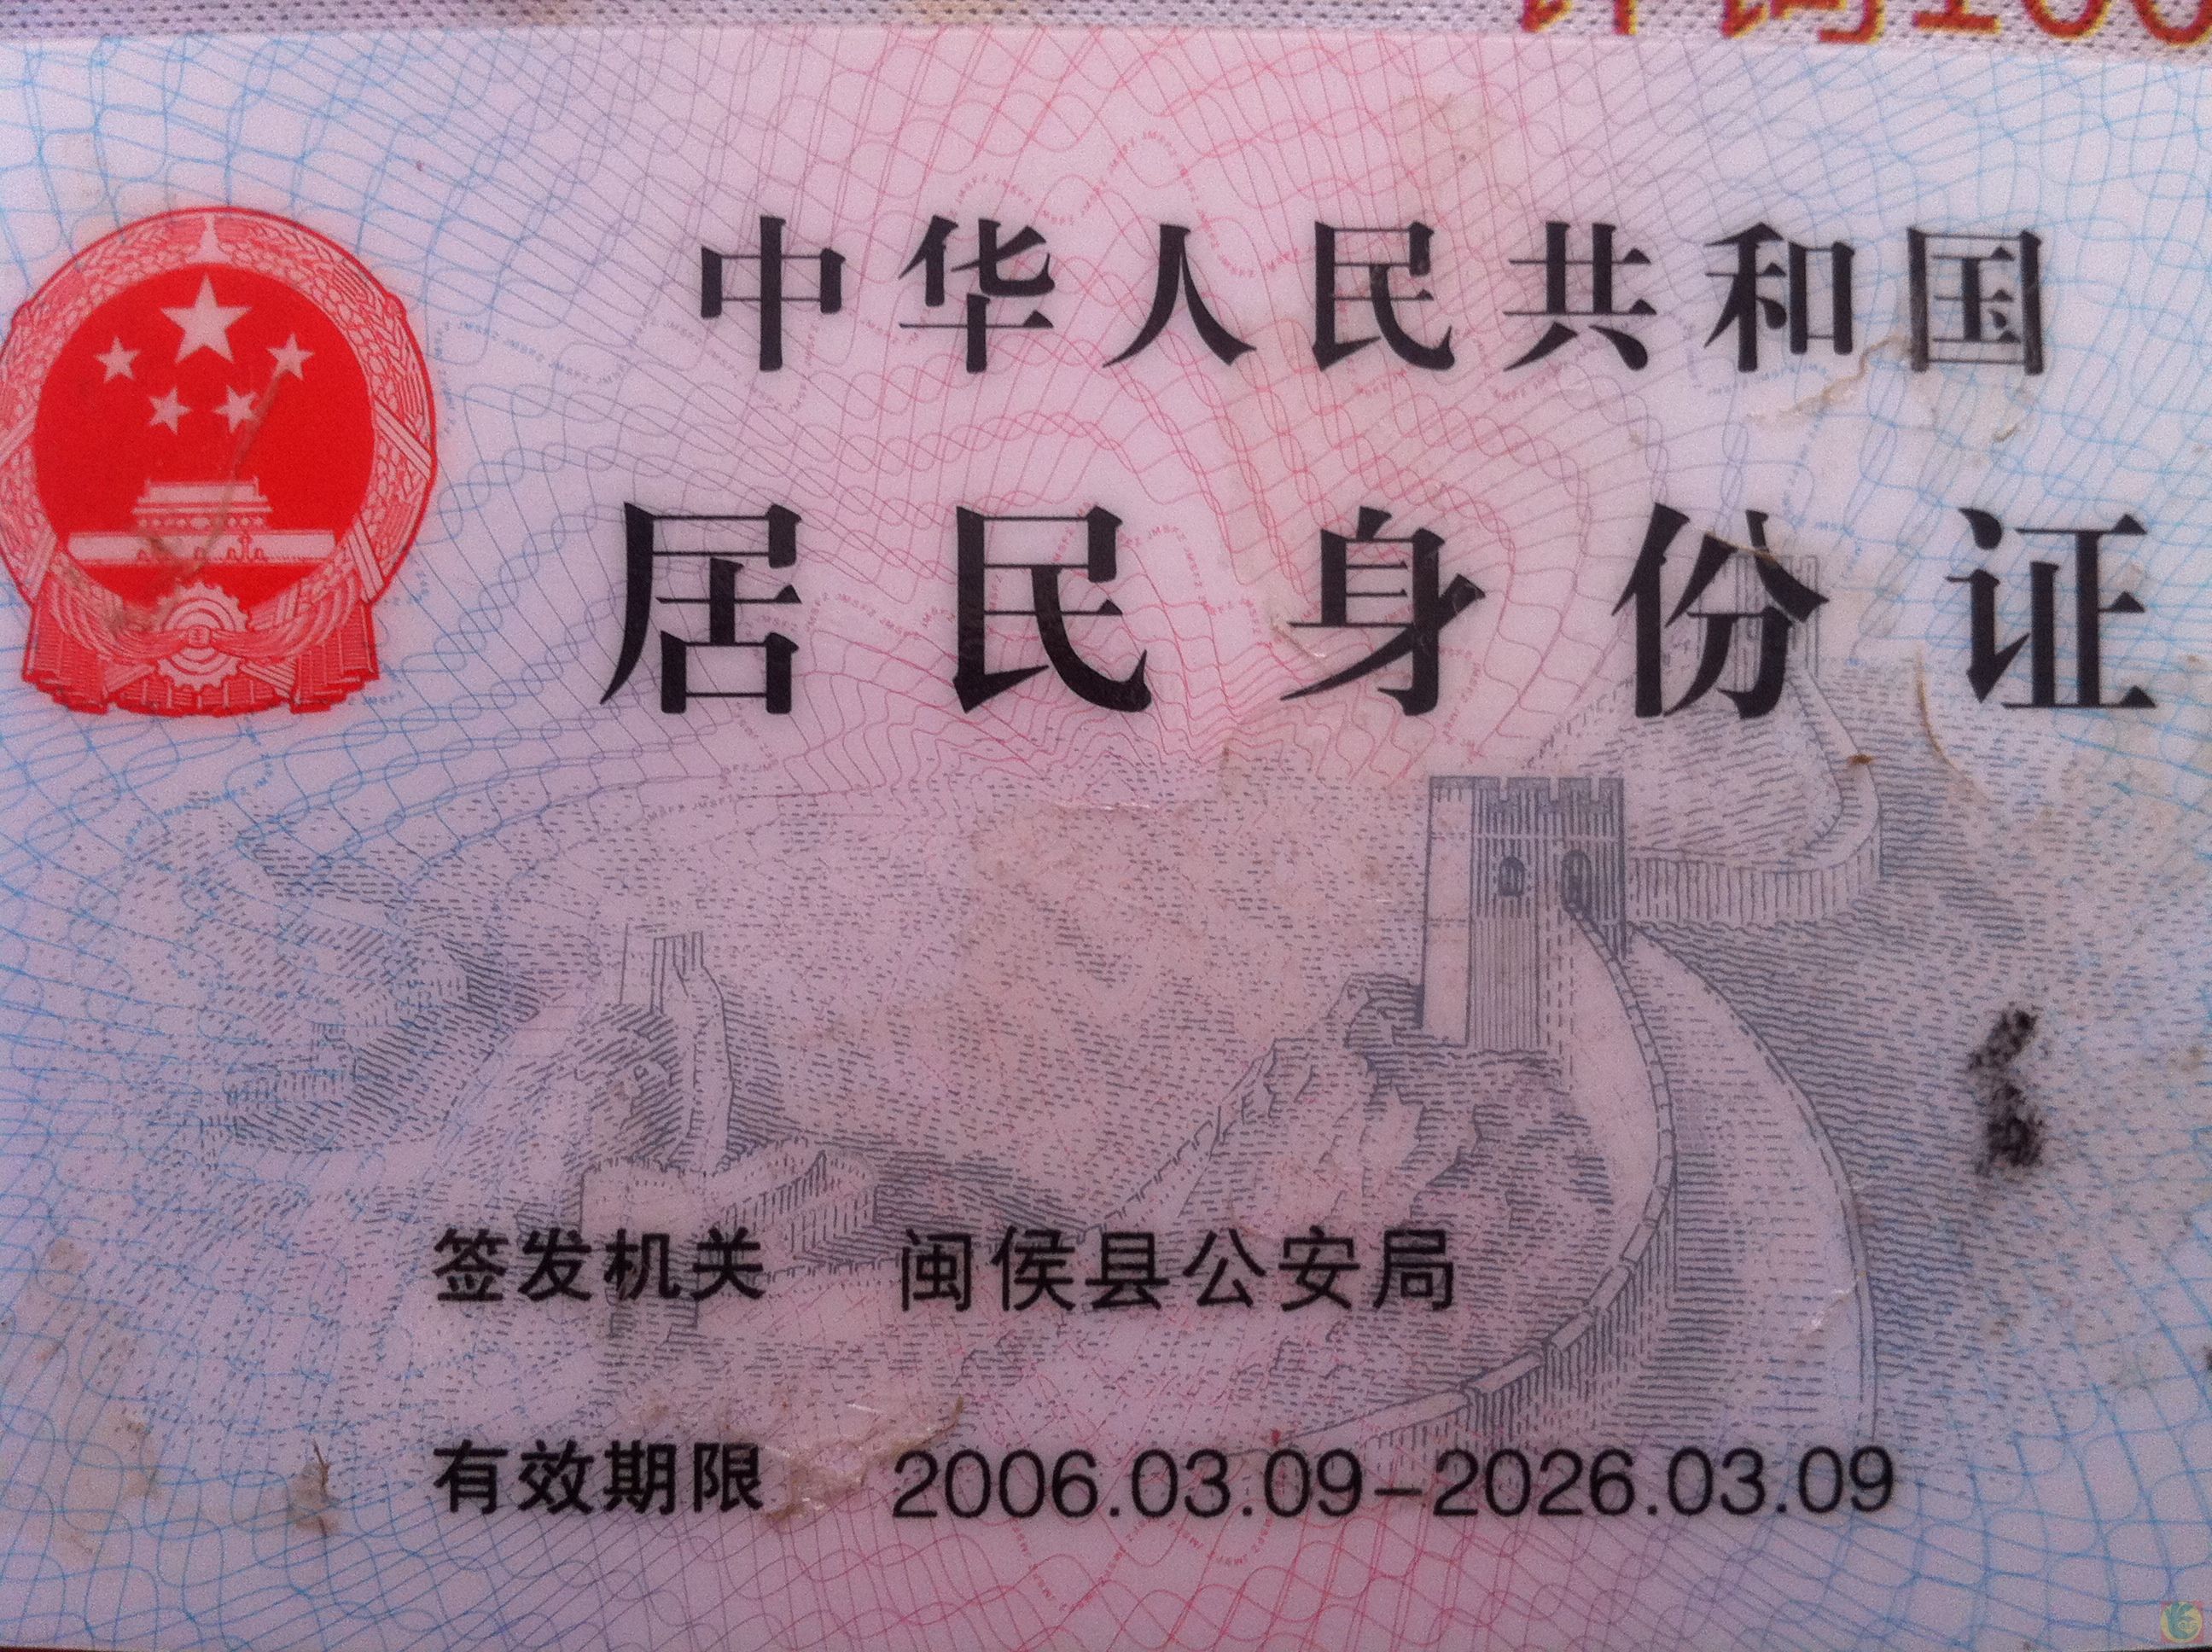 中华人民共和国
居民身份证
签发机关 闽侯县公安局
有效期限 2006.03.09-2026.03.09